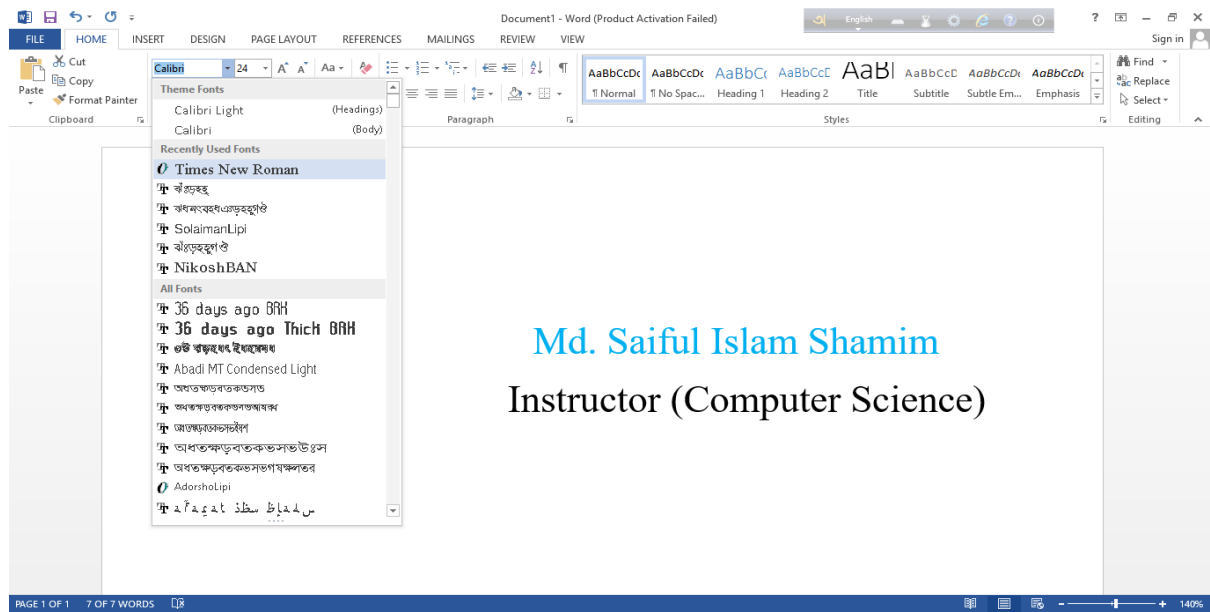 Document1 - Word (Product Activation Failed)
English
FILE HOME INSERT DESIGN PAGE LAYOUT REFERENCES MAILINGS REVIEW VIEW
Sign in
Paste
Cut
Copy
Format Painter
Clipboard
Calibri 24
Paragraph
AaBbCcDc AaBbCcDc AaBbC AaBbCcE AaB AaBbCcD AaBbCcDc AaBbCcDc
¶ Normal ¶ No Spac... Heading 1 Heading 2 Title Subtitle Subtle Em... Emphasis
Styles
Find
Replace
Select
Editing
Theme Fonts
Calibri Light (Headings)
Calibri (Body)
Recently Used Fonts
Times New Roman
SolaimanLipi
NikoshBAN
All Fonts
36 days ago BRK
36 days ago Thick BRK
Abadi MT Condensed Light
AdorshoLipi
Md. Saiful Islam Shamim
Instructor (Computer Science)
PAGE 1 OF 1 7 OF 7 WORDS
140%